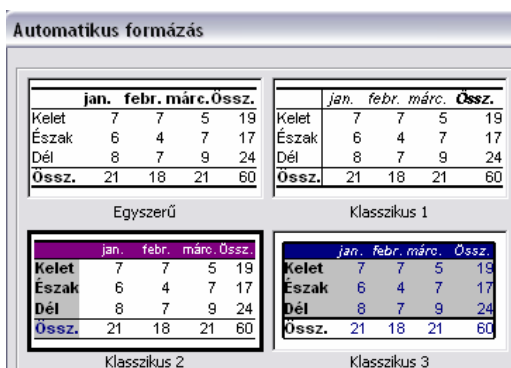 Automatikus formázás
jan. febr. márc. Össz.
Kelet 7 7 5 19
Észak 6 4 7 17
Dél 8 7 9 24
Össz. 21 18 21 60
Egyszerű
jan. febr. márc. Össz.
Kelet 7 7 5 19
Észak 6 4 7 17
Dél 8 7 9 24
Össz. 21 18 21 60
Klasszikus 1
jan. febr. márc. Össz.
Kelet 7 7 5 19
Észak 6 4 7 17
Dél 8 7 9 24
Össz. 21 18 21 60
Klasszikus 2
jan. febr. márc. Össz.
Kelet 7 7 5 19
Észak 6 4 7 17
Dél 8 7 9 24
Össz. 21 18 21 60
Klasszikus 3